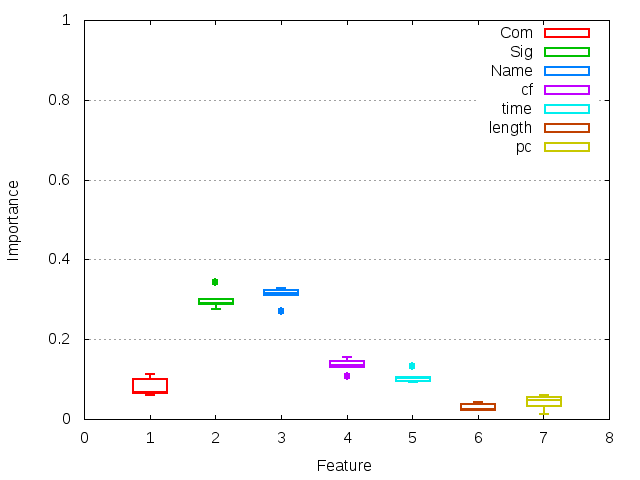 1
0.8
0.6
0.4
0.2
0
Importance
0 1 2 3 4 5 6 7 8
Feature
Com
Sig
Name
cf
time
length
pc